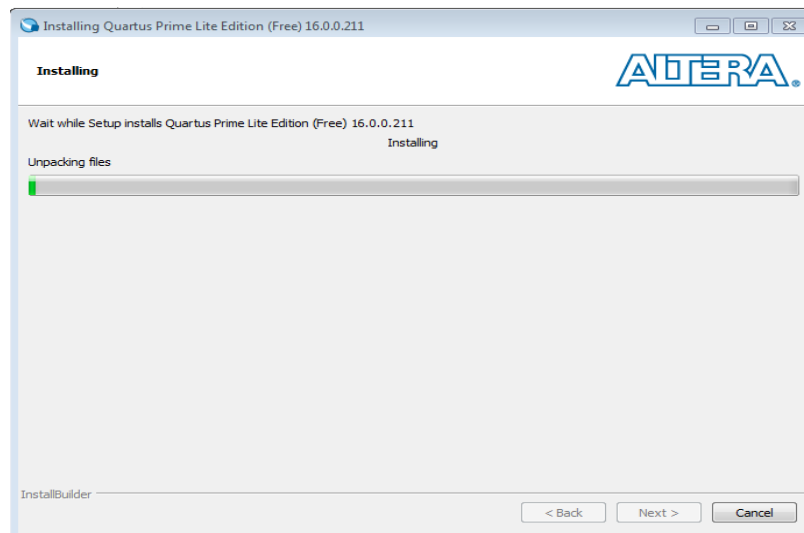 Installing Quartus Prime Lite Edition (Free) 16.0.0.211
Installing
ALTERA®
Wait while Setup installs Quartus Prime Lite Edition (Free) 16.0.0.211
Installing
Unpacking files
InstallBuilder
< Back
Next >
Cancel